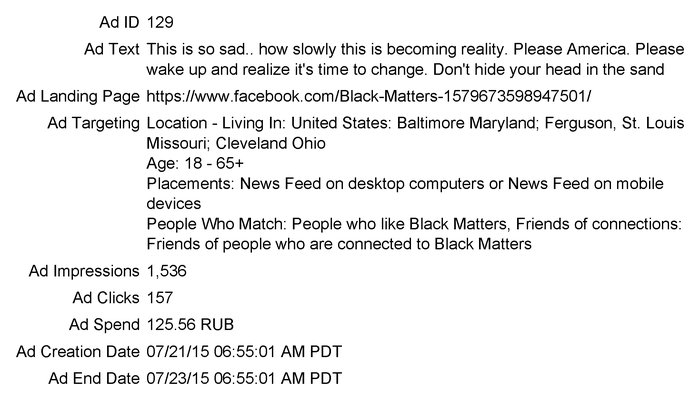 Ad ID 129
Ad Text This is so sad.. how slowly this is becoming reality. Please America. Please
wake up and realize it's time to change. Don't hide your head in the sand
Ad Landing Page https://www.facebook.com/Black-Matters-1579673598947501/
Ad Targeting Location - Living In: United States: Baltimore Maryland; Ferguson, St. Louis
Missouri; Cleveland Ohio
Age: 18 - 65+
Placements: News Feed on desktop computers or News Feed on mobile
devices
People Who Match: People who like Black Matters, Friends of connections:
Friends of people who are connected to Black Matters
Ad Impressions 1,536
Ad Clicks 157
Ad Spend 125.56 RUB
Ad Creation Date 07/21/15 06:55:01 AM PDT
Ad End Date 07/23/15 06:55:01 AM PDT